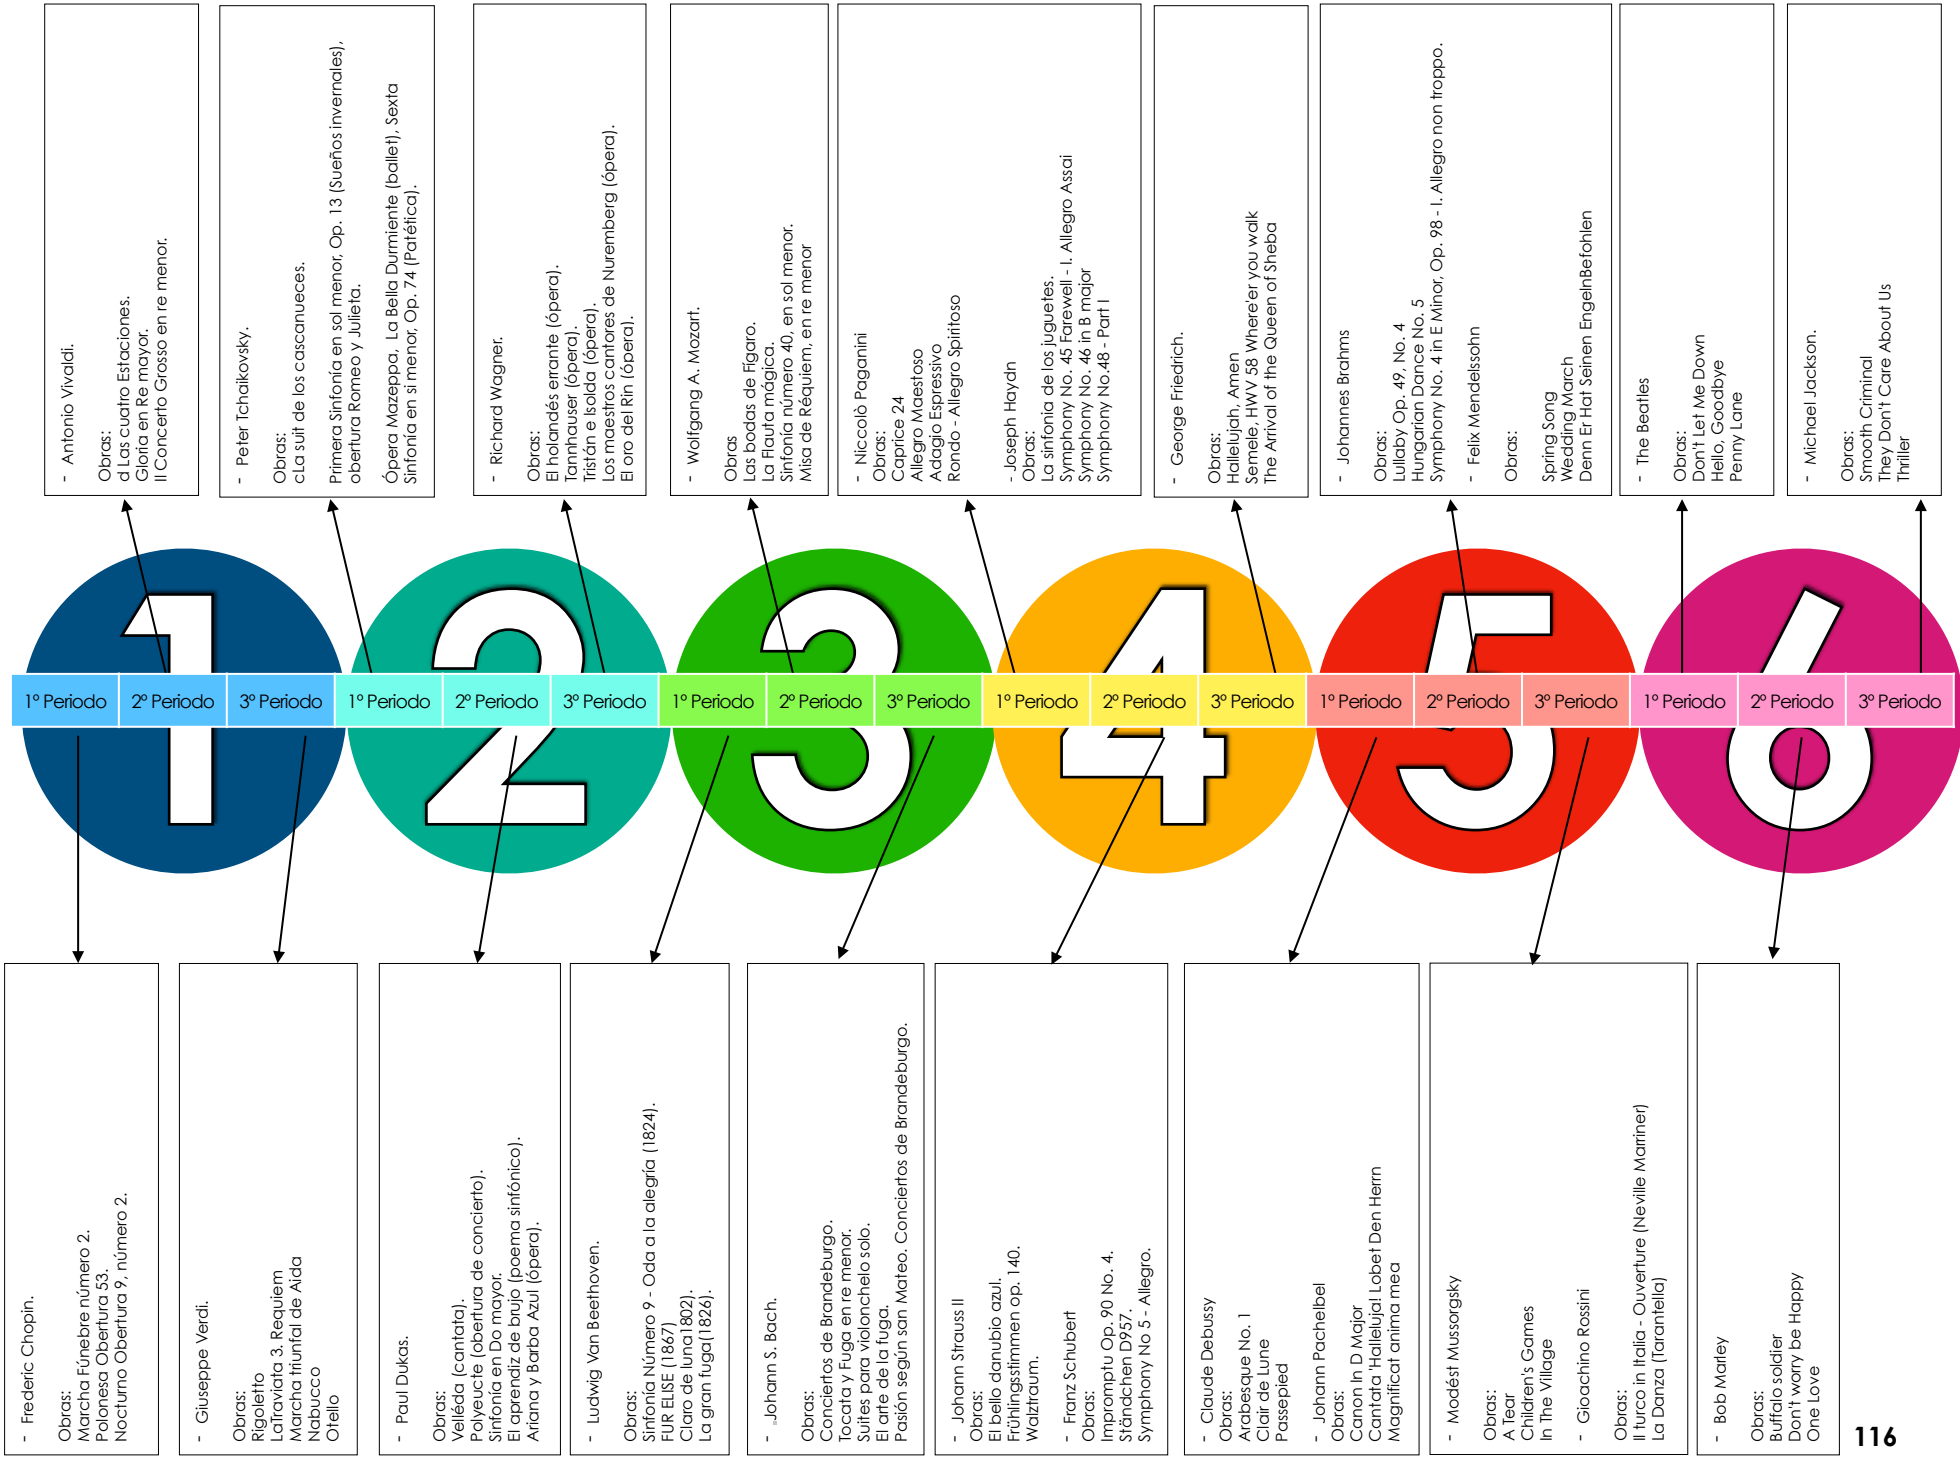 - Antonio Vivaldi.
Obras:
d Las cuatro Estaciones.
Gloria en Re mayor.
Il Concerto Grosso en re menor.
- Peter Tchaikovsky.
Obras:
cLa suit de los cascanueces.
Primera Sinfonía en sol menor, Op. 13 (Sueños invernales),
obertura Romeo y Julieta.
Ópera Mazeppa, La Bella Durmiente (ballet), Sexta
Sinfonía en si menor, Op. 74 (Patética).
- Richard Wagner.
Obras:
El holandés errante (ópera).
Tannhauser (ópera).
Tristán e Isolda (ópera).
Los maestros cantores de Nuremberg (ópera).
El oro del Rin (ópera).
- Wolfgang A. Mozart.
Obras
Las bodas de Fígaro.
La Flauta mágica.
Sinfonía número 40, en sol menor.
Misa de Réquiem, en re menor
- Niccolò Paganini
Obras:
Caprice 24
Allegro Maestoso
Adagio Espressivo
Rondo - Allegro Spiritoso
- Joseph Haydn
Obras:
La sinfonia de los juguetes.
Symphony No. 45 Farewell - I. Allegro Assai
Symphony No. 46 in B major
Symphony No.48 - Part I
- George Friedrich.
Obras:
Hallelujah, Amen
Semele, HWV 58 Where'er you walk
The Arrival of the Queen of Sheba
- Johannes Brahms
Obras:
Lullaby Op. 49, No. 4
Hungarian Dance No. 5
Symphony No. 4 in E Minor, Op. 98 - I. Allegro non troppo.
- Felix Mendelssohn
Obras:
Spring Song
Wedding March
Denn Er Hat Seinen EngelnBefohlen
- The Beatles
Obras:
Don't Let Me Down
Hello, Goodbye
Penny Lane
- Michael Jackson.
Obras:
Smooth Criminal
They Don't Care About Us
Thriller
1
2
3
4
5
6
1º Periodo
2º Periodo
3º Periodo
1º Periodo
2º Periodo
3º Periodo
1º Periodo
2º Periodo
3º Periodo
1º Periodo
2º Periodo
3º Periodo
1º Periodo
2º Periodo
3º Periodo
1º Periodo
2º Periodo
3º Periodo
- Frederic Chopin.
Obras:
Marcha Fúnebre número 2.
Polonesa Obertura 53.
Nocturno Obertura 9, número 2.
- Giuseppe Verdi.
Obras:
Rigoletto
LaTraviata 3. Requiem
Marcha triunfal de Aida
Nabucco
Otello
- Paul Dukas.
Obras:
Velléda (cantata).
Polyeucte (obertura de concierto).
Sinfonía en Do mayor.
El aprendiz de brujo (poema sinfónico).
Ariana y Barba Azul (ópera).
- Ludwig Van Beethoven.
Obras:
Sinfonía Número 9 - Oda a la alegría (1824).
FUR ELISE (1867)
Claro de luna1802).
La gran fuga(1826).
- Johann S. Bach.
Obras:
Conciertos de Brandeburgo.
Tocata y Fuga en re menor.
Suites para violonchelo solo.
El arte de la fuga.
Pasión según san Mateo. Conciertos de Brandeburgo.
- Johann Strauss II
Obras:
El bello danubio azul.
Frühlingsstimmen op. 140.
Walztraum.
- Franz Schubert
Obras:
Impromptu Op. 90 No. 4.
Ständchen D957.
Symphony No 5 - Allegro.
- Claude Debussy
Obras:
Arabesque No. 1
Clair de Lune
Passepied
- Johann Pachelbel
Obras:
Canon In D Major
Cantata 'Halleluja! Lobet Den Herrn
Magnificat anima mea
- Modést Mussorgsky
Obras:
A Tear
Children's Games
In The Village
- Gioachino Rossini
Obras:
Il turco in Italia - Ouverture (Neville Marriner)
La Danza (Tarantella)
- Bob Marley
Obras:
Buffalo soldier
Don't worry be Happy
One Love
116